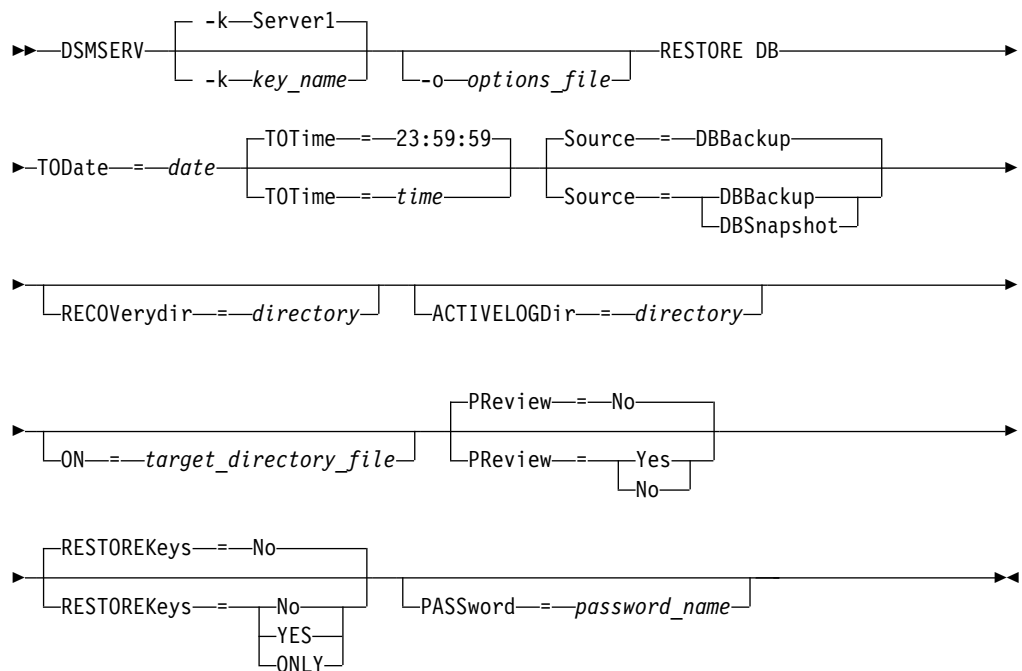 -k Server1
DSMSERV RESTORE DB
-k key_name
-o options_file
TOTime = 23:59:59 Source = DBBackup
TODate = date
TOTime = time Source = DBBackup
DBSnapshot
RECOVerydir = directory ACTIVELOGDir = directory
PReview = No
ON = target_directory_file PReview = Yes
No
RESTOREKeys = No
RESTOREKeys = No PASSword = password_name
YES
ONLY